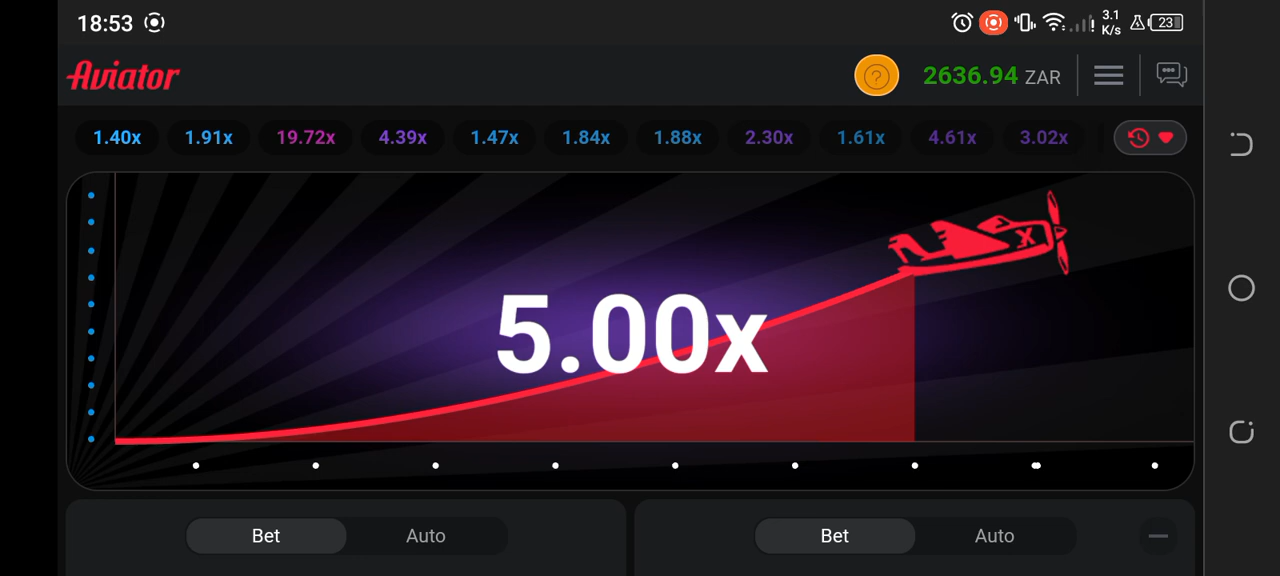 18:53 3.1 K/s 23
Aviator 2636.94 ZAR
1.40x 1.91x 19.72x 4.39x 1.47x 1.84x 1.88x 2.30x 1.61x 4.61x 3.02x
X
5.00x
Bet Auto Bet Auto